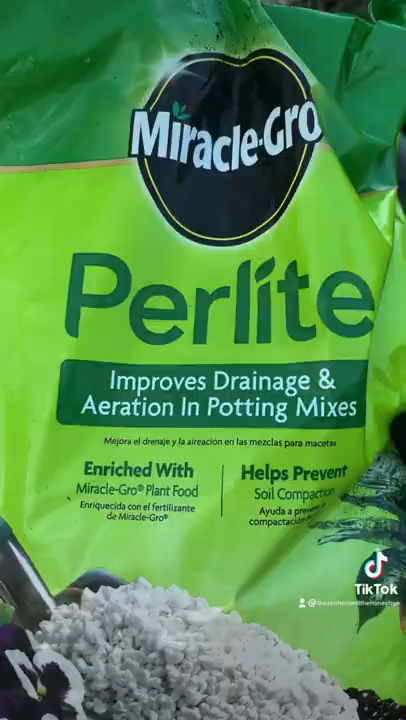 Miracle-Gro
Perlite
Improves Drainage &
Aeration In Potting Mixes
Mejora el drenaje y la aireación en las mezclas para macetas
Enriched With
Miracle-Gro® Plant Food
Enriquecida con el fertilizante
de Miracle-Gro®
Helps Prevent
Soil Compaction
Ayuda a
compactación
TikTok